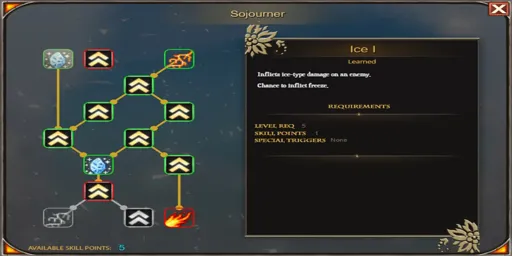 Sojourner
Ice I
Learned
Inflicts ice-type damage on an enemy.
Chance to inflict freeze.
REQUIREMENTS
LEVEL REQ 5
SKILL POINTS 1
SPECIAL TRIGGERS None
AVAILABLE SKILL POINTS: 5